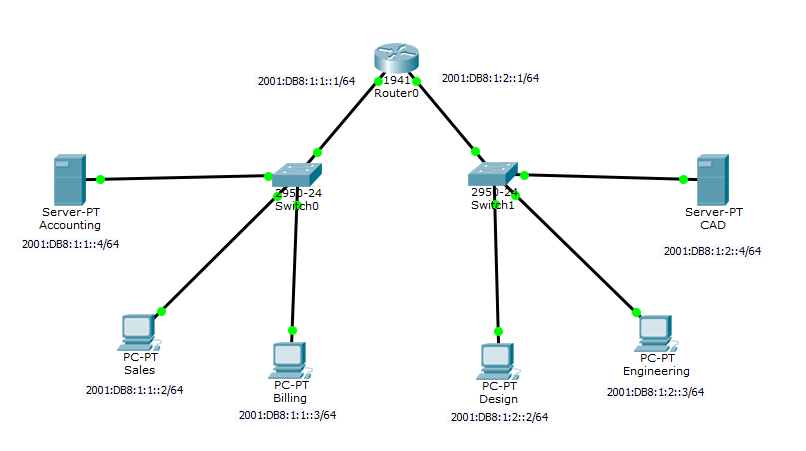 2001:DB8:1:1::1/64
2001:DB8:1:2::1/64
1941
Router0
2950-24
Switch0
2950-24
Switch1
Server-PT
Accounting
2001:DB8:1:1::4/64
Server-PT
CAD
2001:DB8:1:2::4/64
PC-PT
Sales
2001:DB8:1:1::2/64
PC-PT
Billing
2001:DB8:1:1::3/64
PC-PT
Design
2001:DB8:1:2::2/64
PC-PT
Engineering
2001:DB8:1:2::3/64